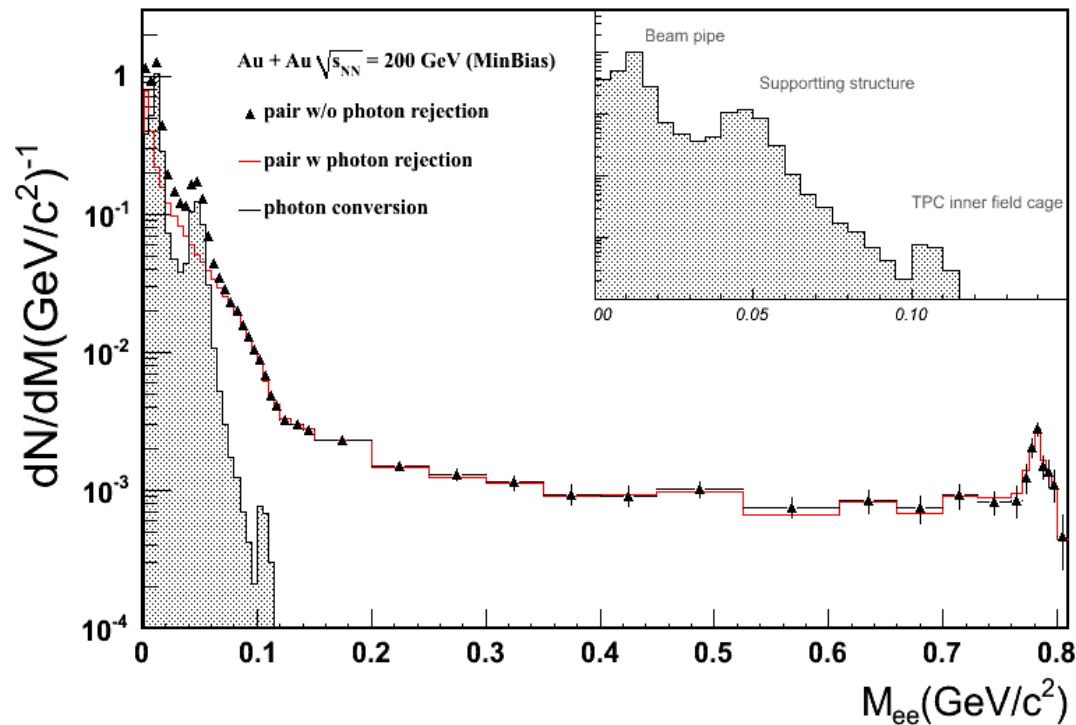 Au + Au √s_NN = 200 GeV (MinBias)
pair w/o photon rejection
pair w photon rejection
photon conversion
Beam pipe
Supportting structure
TPC inner field cage
00 0.05 0.10
dN/dM(GeV/c²)⁻¹
1
10⁻¹
10⁻²
10⁻³
10⁻⁴
0 0.1 0.2 0.3 0.4 0.5 0.6 0.7 0.8
M_ee(GeV/c²)